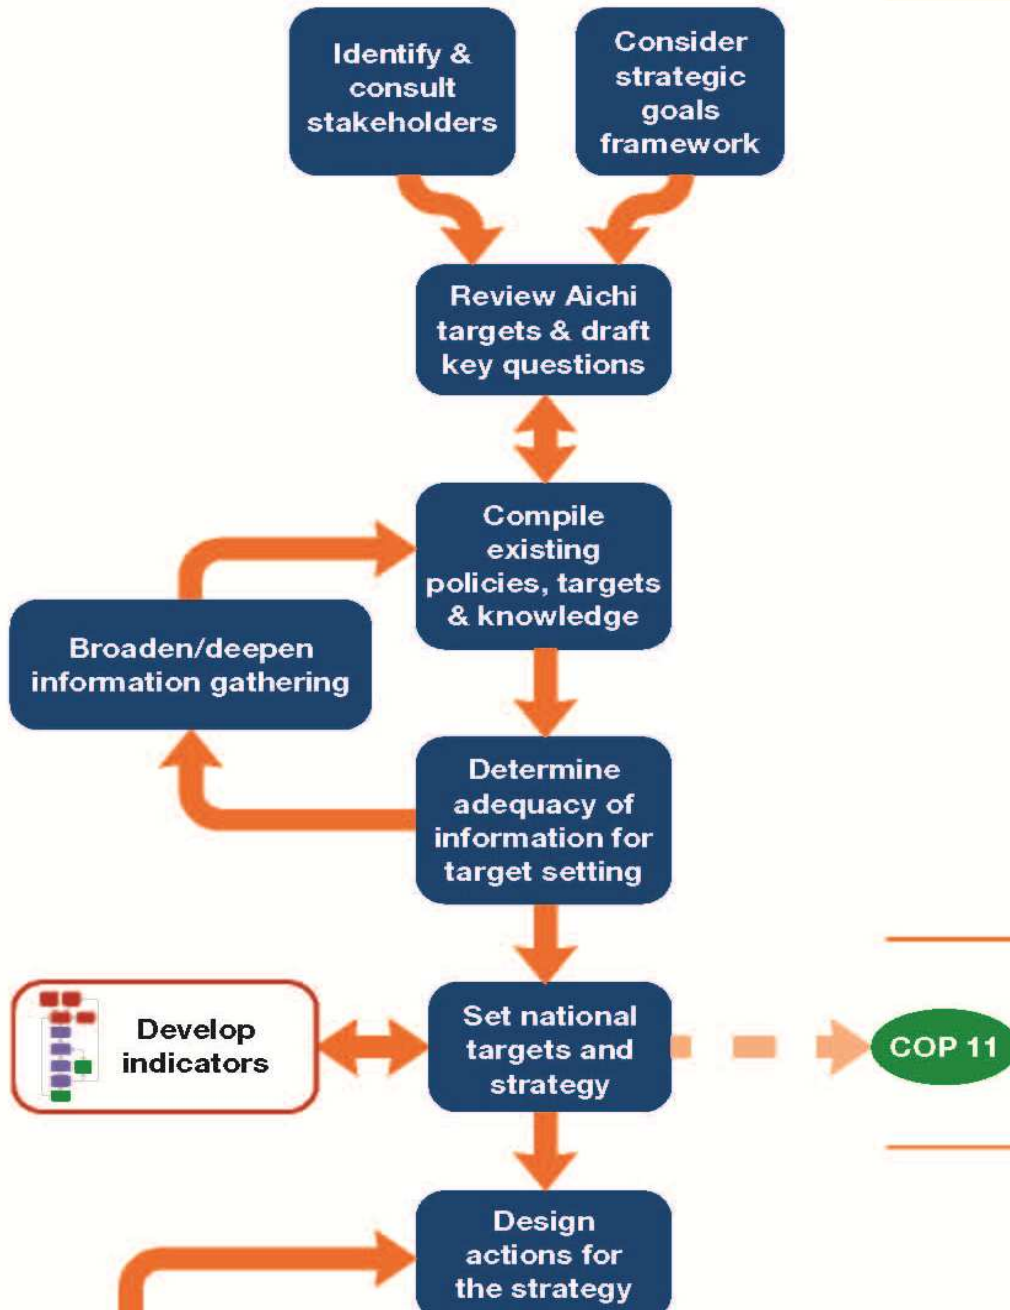 Identify &
consult
stakeholders
Consider
strategic
goals
framework
Review Aichi
targets & draft
key questions
Compile
existing
policies, targets
& knowledge
Broaden/deepen
information gathering
Determine
adequacy of
information for
target setting
Develop
indicators
Set national
targets and
strategy
COP 11
Design
actions for
the strategy